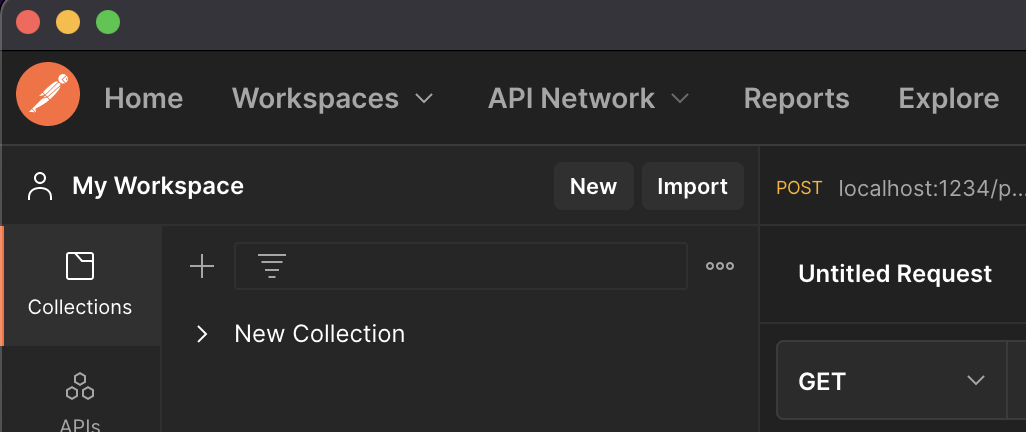 Home Workspaces API Network Reports Explore
My Workspace New Import POST localhost:1234/p...
Collections
Untitled Request
New Collection
GET
APIs